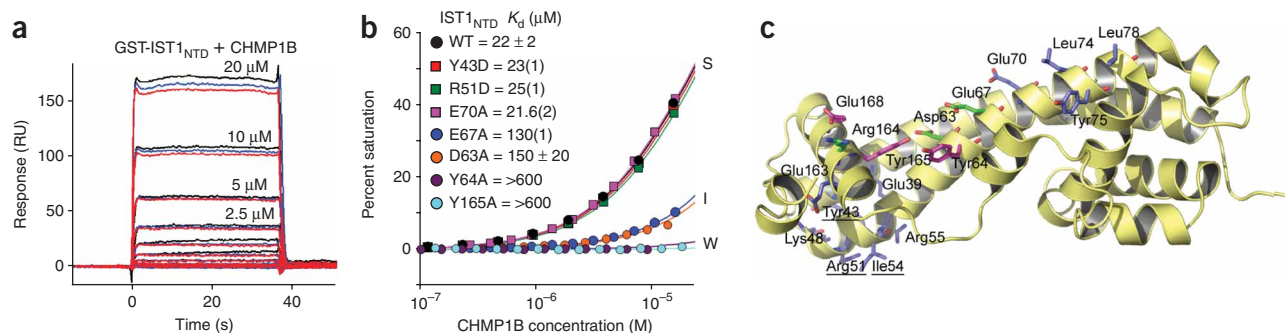 a
GST-IST1NTD + CHMP1B
20 μM
10 μM
5 μM
2.5 μM
150
100
50
0
Response (RU)
0 20 40
Time (s)
b
IST1NTD Kd (μM)
WT = 22 ± 2
Y43D = 23(1)
R51D = 25(1)
E70A = 21.6(2)
E67A = 130(1)
D63A = 150 ± 20
Y64A = >600
Y165A = >600
60
40
20
0
Percent saturation
S
I
W
10⁻⁷ 10⁻⁶ 10⁻⁵
CHMP1B concentration (M)
c
Leu78
Leu74
Glu70
Glu67
Glu168
Asp63
Tyr75
Arg164
Tyr165 Tyr64
Glu163
Glu39
Tyr43
Lys48
Arg55
Arg51 Ile54